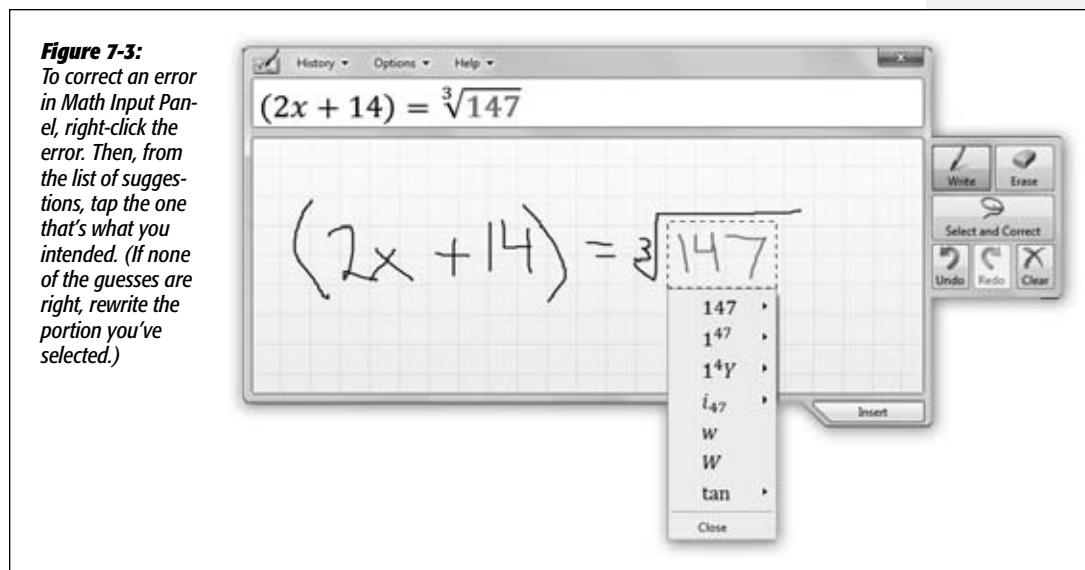 Figure 7-3:
To correct an error
in Math Input Pan-
el, right-click the
error. Then, from
the list of sugges-
tions, tap the one
that's what you
intended. (If none
of the guesses are
right, rewrite the
portion you've
selected.)
History Options Help
(2x + 14) = ∛147
(2x + 14) = ∛147
147
1⁴⁷
1⁴Y
i₄₇
w
W
tan
Close
Write Erase
Select and Correct
Undo Redo Clear
Insert